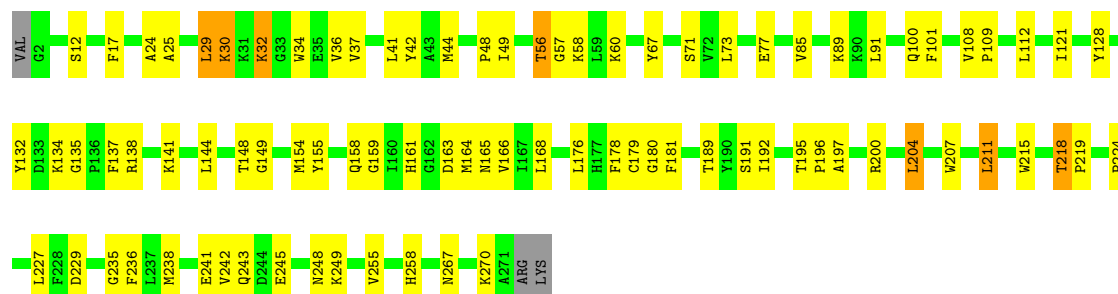 VAL G2 S12 F17 A24 A25 L29 K30 K31 K32 G33 W34 E35 V36 V37 L41 Y42 A43 M44 P48 I49 T56 G57 K58 L59 K60 Y67 S71 V72 L73 E77 V85 K89 K90 L91 Q100 F101 V108 P109 L112 I121 Y128
Y132 D133 K134 G135 P136 F137 R138 K141 L144 T148 G149 M154 Y155 Q158 G159 I160 H161 G162 D163 M164 N165 V166 I167 L168 L176 H177 F178 C179 G180 F181 T189 Y190 S191 I192 T195 P196 A197 R200 L204 W207 L211 W215 T218 P219
L227 F228 D229 G235 F236 L237 M238 E241 V242 Q243 D244 E245 N248 K249 V255 H258 N267 K270 A271 ARG LYS